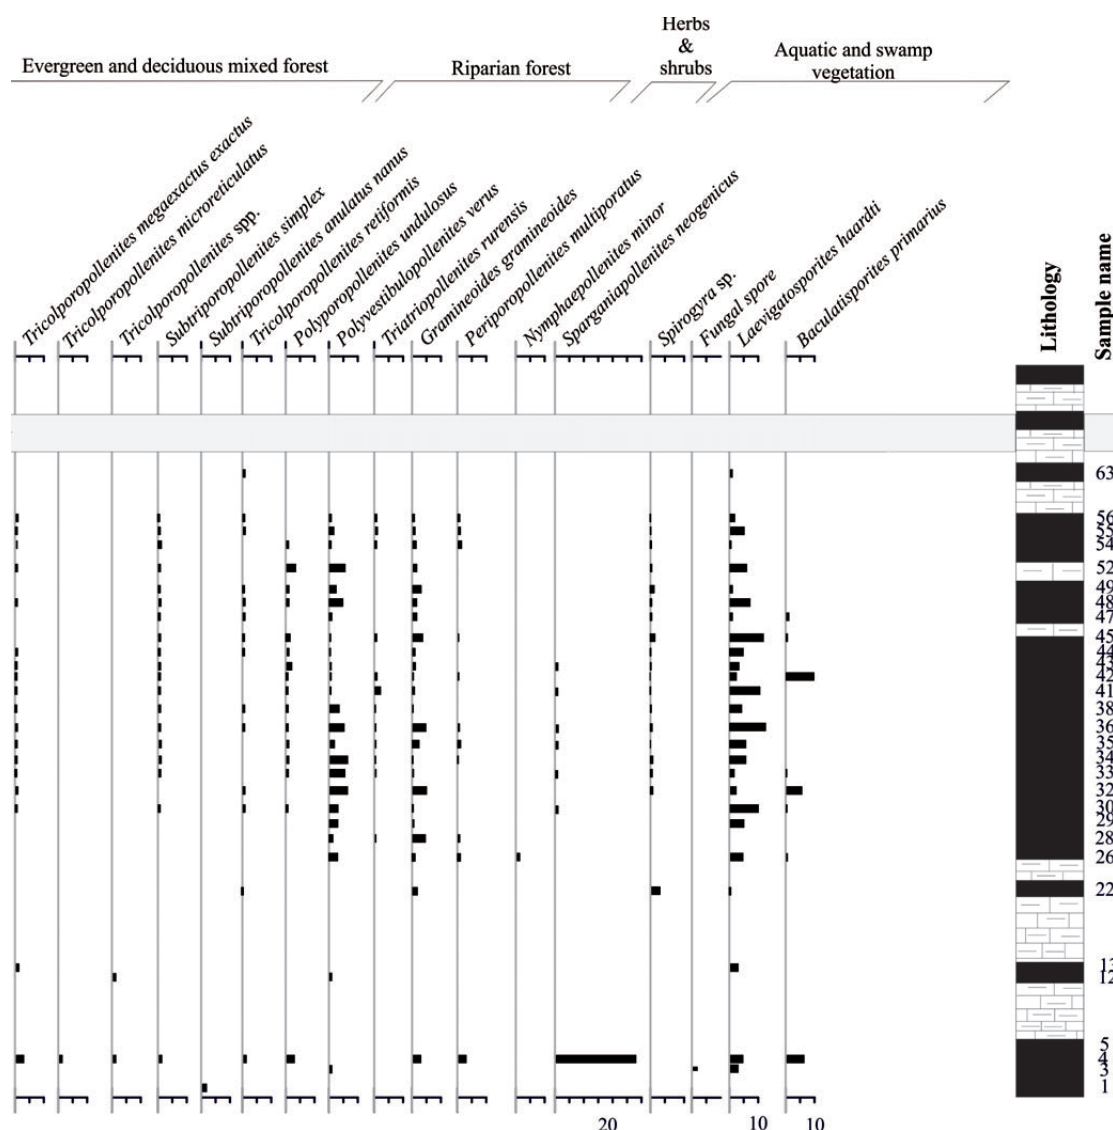 Evergreen and deciduous mixed forest
Riparian forest
Herbs
&
shrubs
Aquatic and swamp
vegetation
Tricolporopollenites megaexactus exactus
Tricolporopollenites microreticulatus
Tricolporopollenites spp.
Subtriporopollenites simplex
Subtriporopollenites anulatus nanus
Tricolporopollenites retiformis
Polyporopollenites undulosus
Polyvestibulopollenites verus
Triatriopollenites rurensis
Gramineoides gramineoides
Periporopollenites multiporatus
Nymphaepollenites minor
Sparganiapollenites neogenicus
Spirogyra sp.
Fungal spore
Laevigatosporites haardti
Baculatisporites primarius
Lithology
Sample name
63
56
55
54
52
49
48
47
45
44
43
42
41
38
36
35
34
33
32
30
29
28
26
22
13
12
5
4
3
1
20
10
10